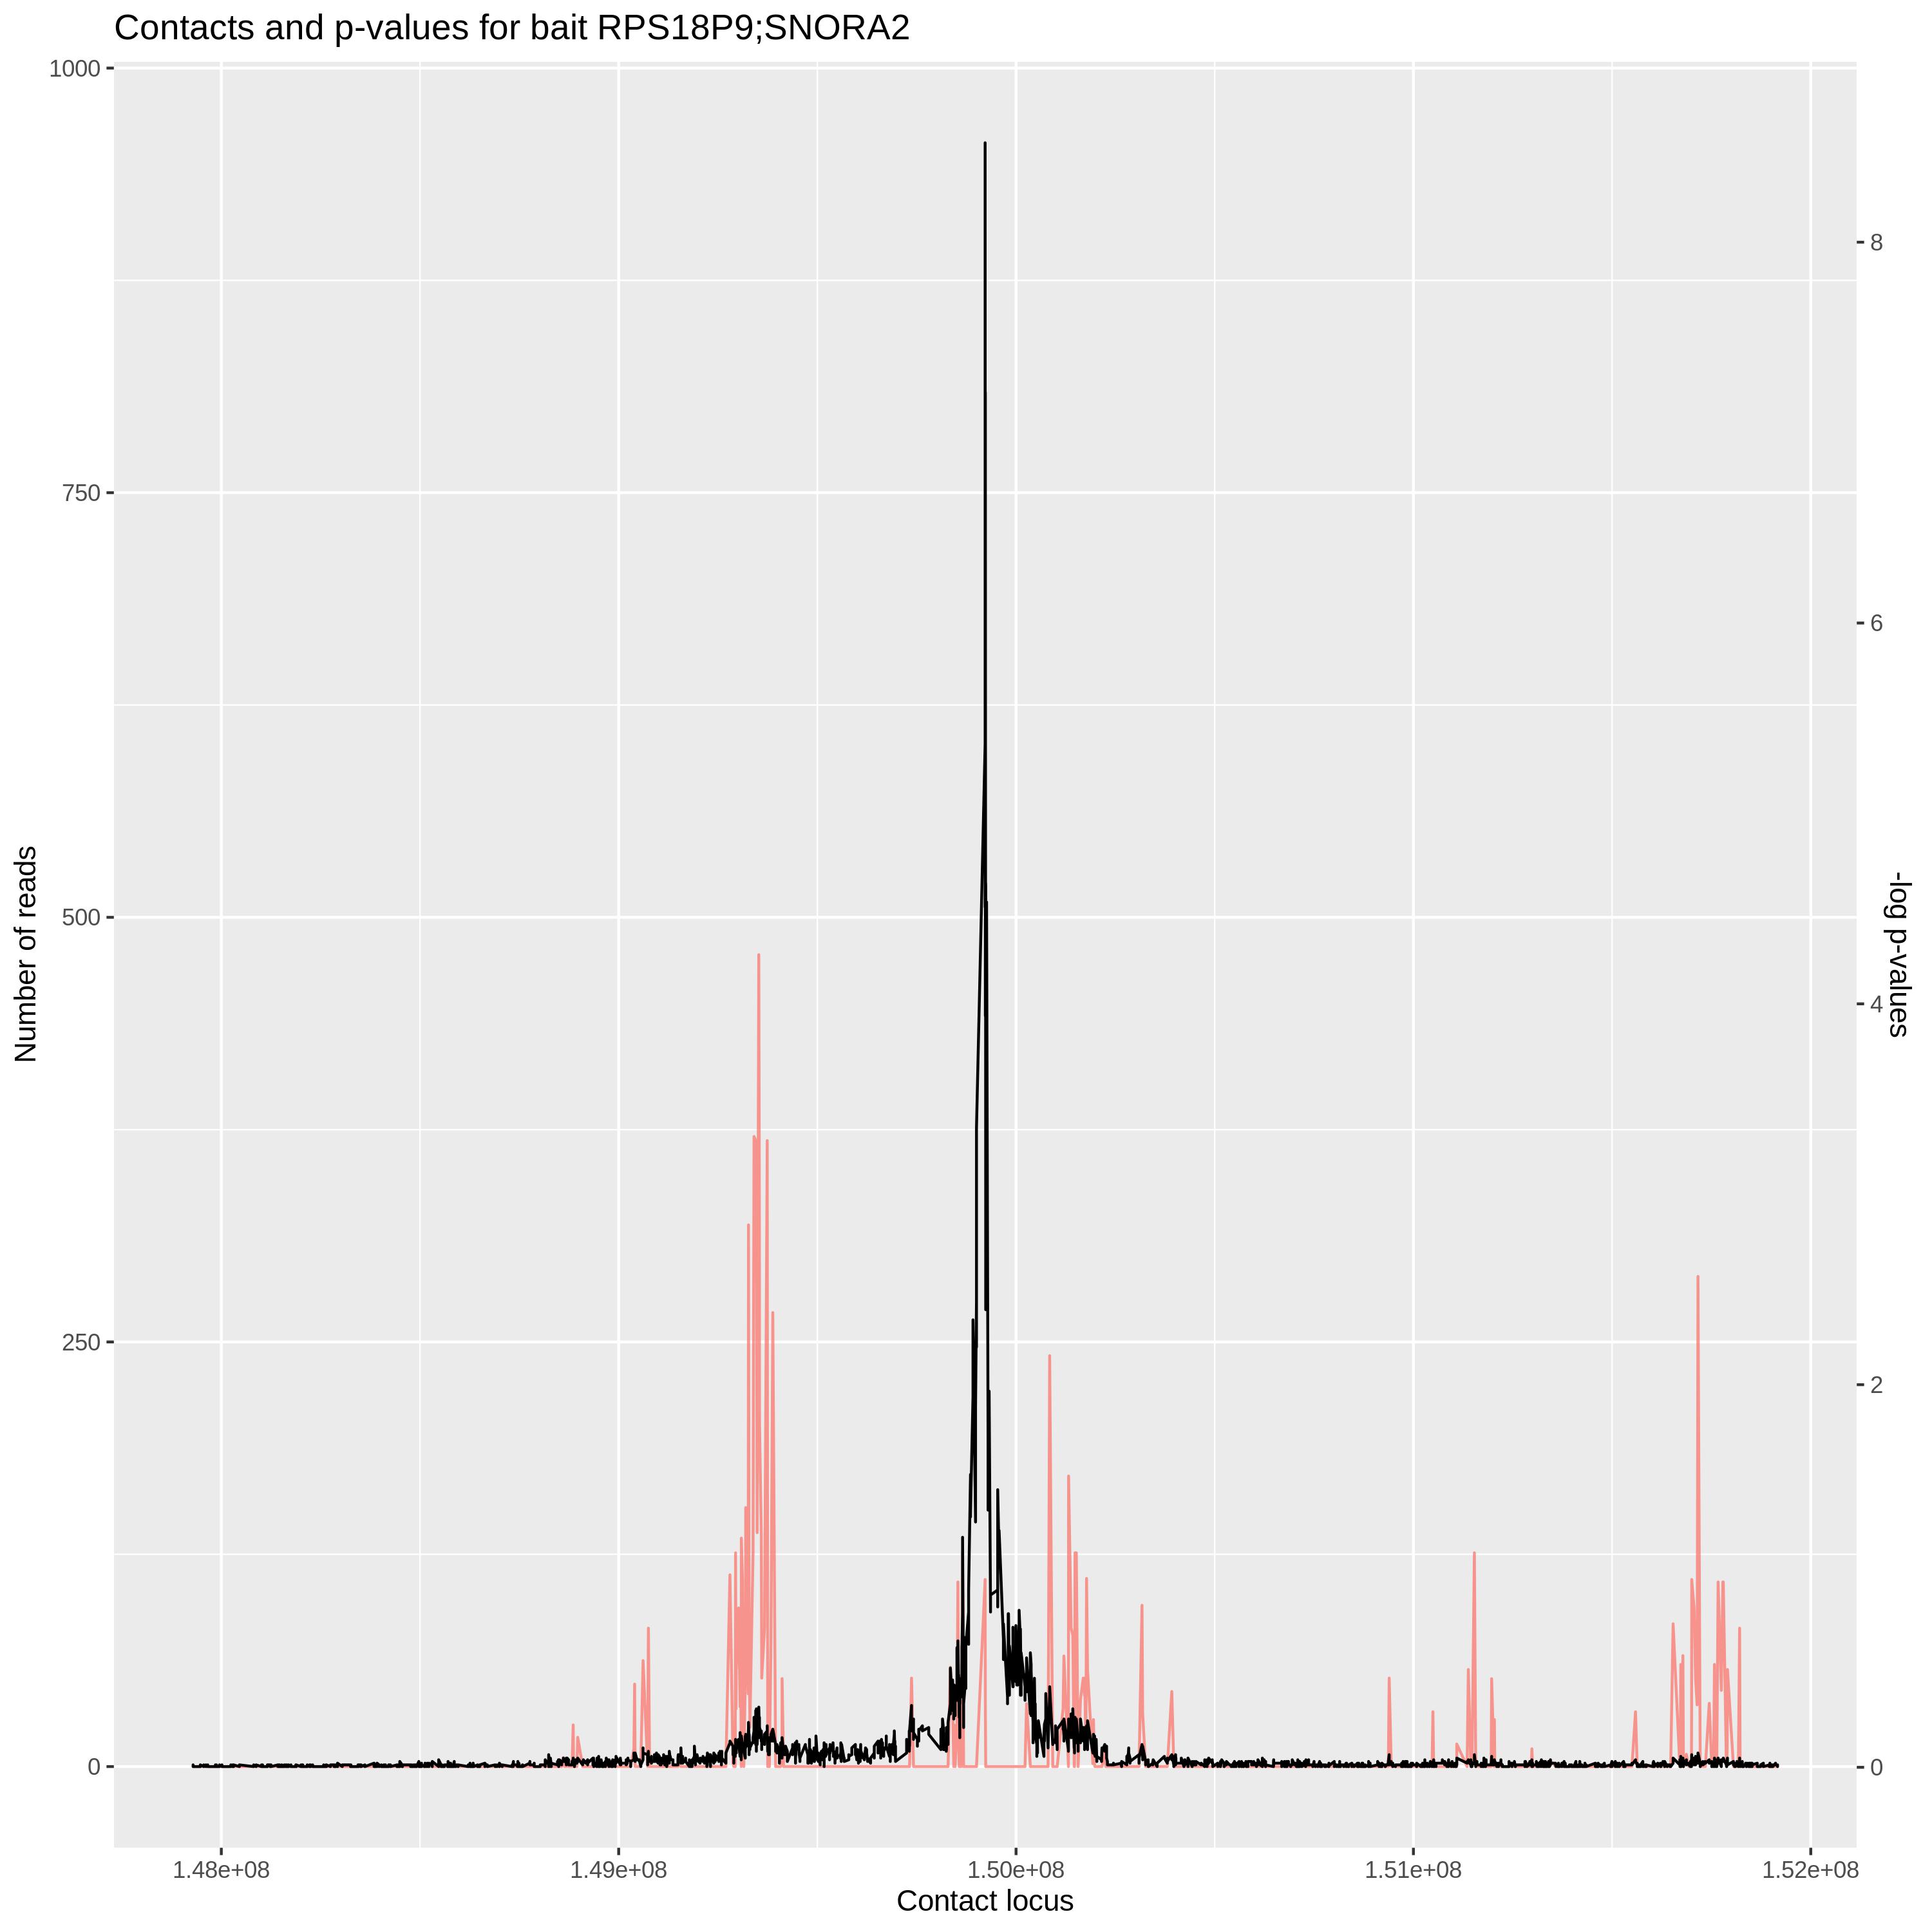 Contacts and p-values for bait RPS18P9;SNORA2
1000
750
500
250
0
Number of reads
8
6
4
2
0
-log p-values
1.48e+08
1.49e+08
1.50e+08
1.51e+08
1.52e+08
Contact locus